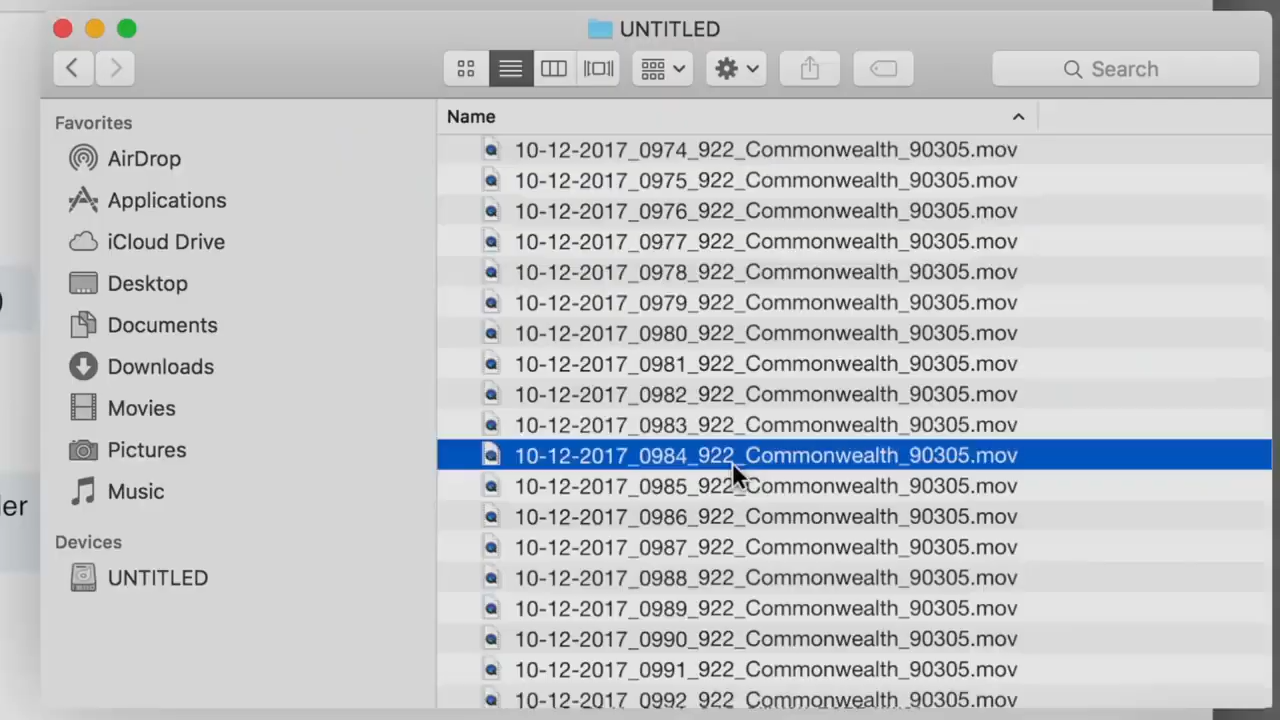 UNTITLED
Search
Favorites
AirDrop
Applications
iCloud Drive
Desktop
Documents
Downloads
Movies
Pictures
Music
Devices
UNTITLED
Name
10-12-2017_0974_922_Commonwealth_90305.mov
10-12-2017_0975_922_Commonwealth_90305.mov
10-12-2017_0976_922_Commonwealth_90305.mov
10-12-2017_0977_922_Commonwealth_90305.mov
10-12-2017_0978_922_Commonwealth_90305.mov
10-12-2017_0979_922_Commonwealth_90305.mov
10-12-2017_0980_922_Commonwealth_90305.mov
10-12-2017_0981_922_Commonwealth_90305.mov
10-12-2017_0982_922_Commonwealth_90305.mov
10-12-2017_0983_922_Commonwealth_90305.mov
10-12-2017_0984_922_Commonwealth_90305.mov
10-12-2017_0985_922_Commonwealth_90305.mov
10-12-2017_0986_922_Commonwealth_90305.mov
10-12-2017_0987_922_Commonwealth_90305.mov
10-12-2017_0988_922_Commonwealth_90305.mov
10-12-2017_0989_922_Commonwealth_90305.mov
10-12-2017_0990_922_Commonwealth_90305.mov
10-12-2017_0991_922_Commonwealth_90305.mov
10-12-2017_0992_922_Commonwealth_90305.mov